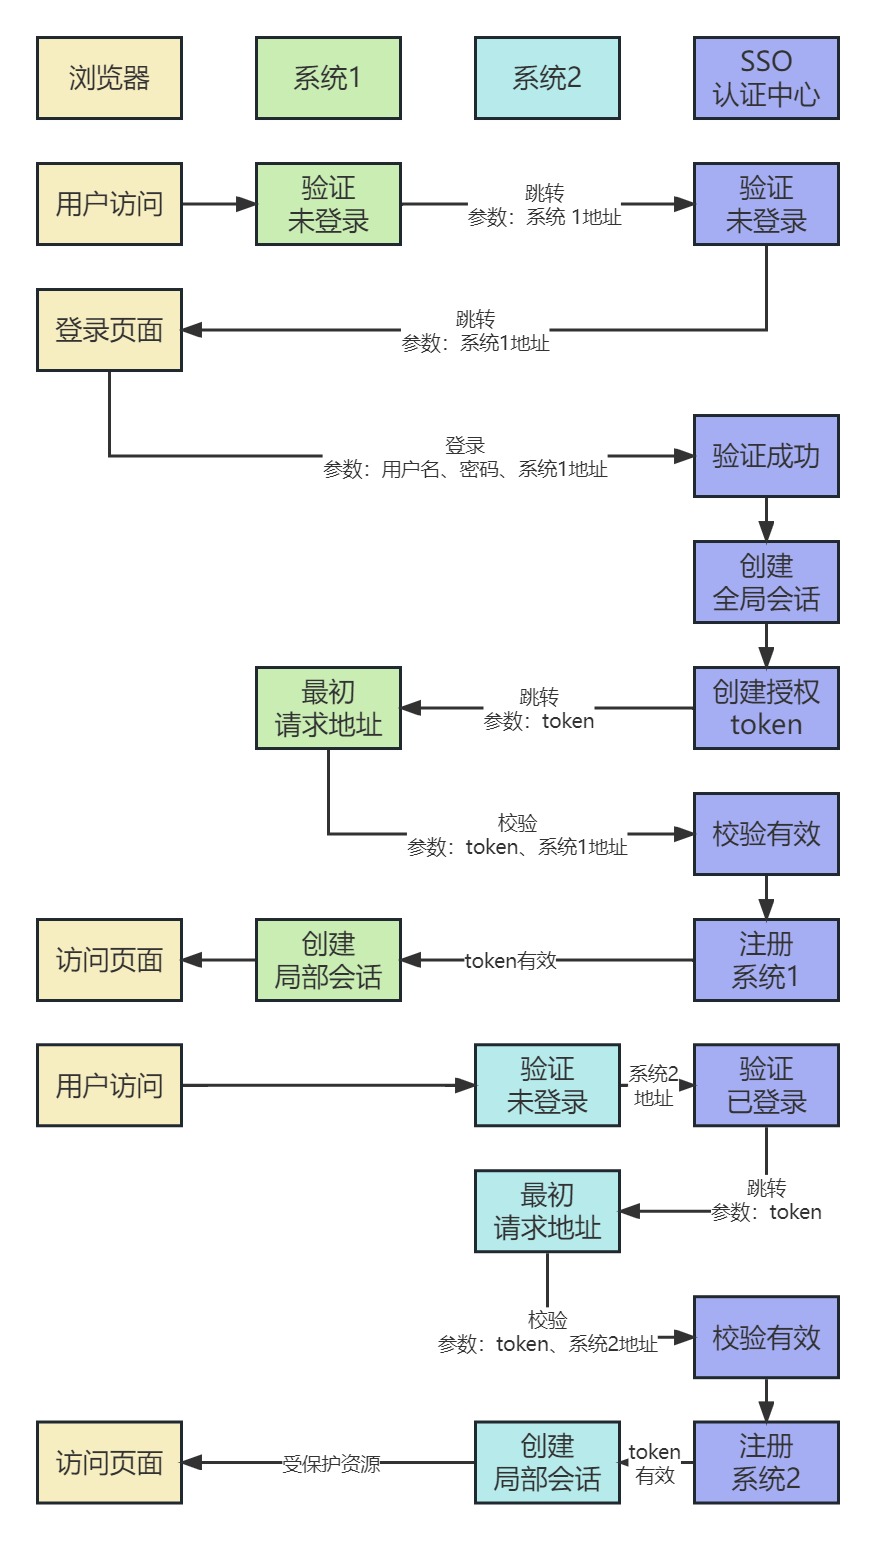 浏览器
系统1
系统2
SSO
认证中心
用户访问
验证
未登录
跳转
参数：系统 1地址
验证
未登录
登录页面
跳转
参数：系统1地址
登录
参数：用户名、密码、系统1地址
验证成功
创建
全局会话
最初
请求地址
跳转
参数：token
创建授权
token
校验
参数：token、系统1地址
校验有效
访问页面
创建
局部会话
token有效
注册
系统1
用户访问
验证
未登录
系统2
地址
验证
已登录
最初
请求地址
跳转
参数：token
校验
参数：token、系统2地址
校验有效
访问页面
受保护资源
创建
局部会话
token
有效
注册
系统2